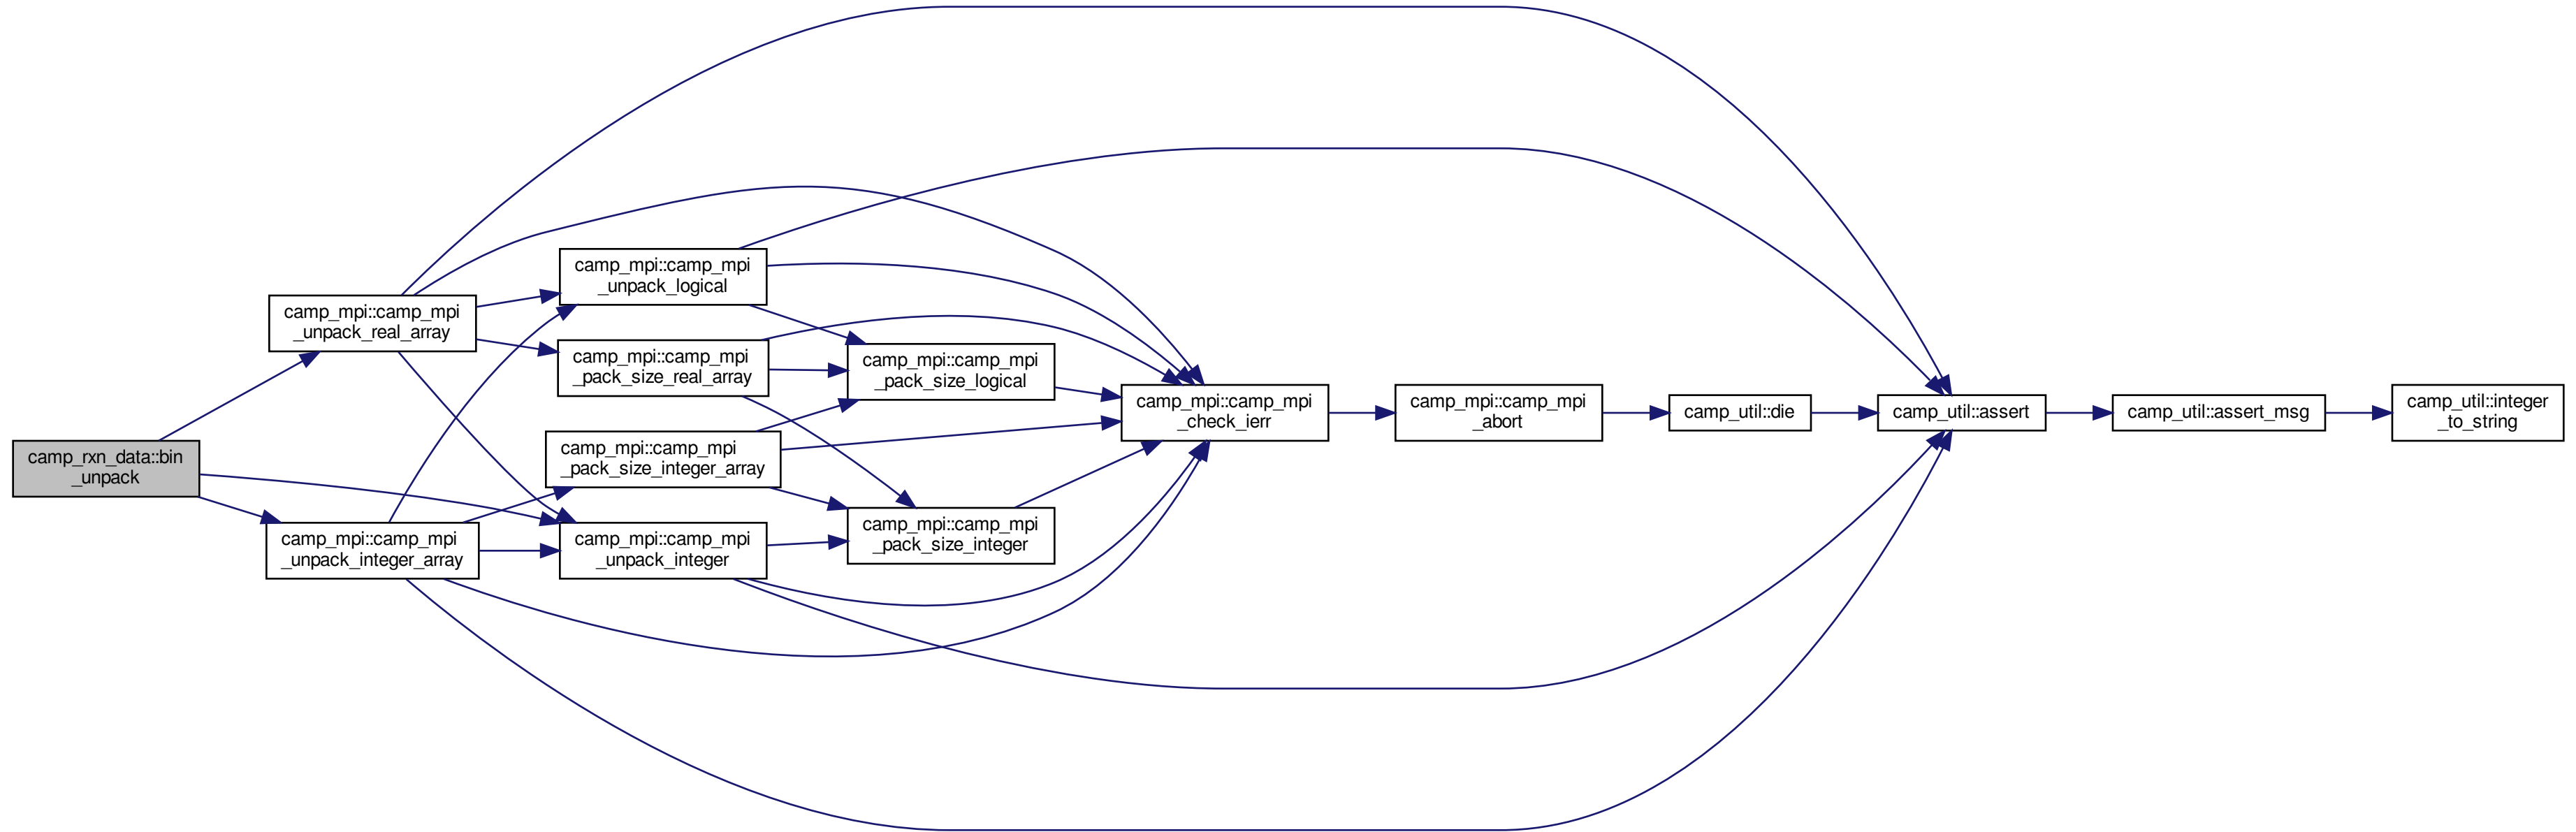 camp_rxn_data::bin
_unpack
camp_mpi::camp_mpi
_unpack_real_array
camp_mpi::camp_mpi
_unpack_integer_array
camp_mpi::camp_mpi
_unpack_logical
camp_mpi::camp_mpi
_pack_size_real_array
camp_mpi::camp_mpi
_pack_size_integer_array
camp_mpi::camp_mpi
_unpack_integer
camp_mpi::camp_mpi
_pack_size_logical
camp_mpi::camp_mpi
_pack_size_integer
camp_mpi::camp_mpi
_check_ierr
camp_mpi::camp_mpi
_abort
camp_util::die
camp_util::assert
camp_util::assert_msg
camp_util::integer
_to_string